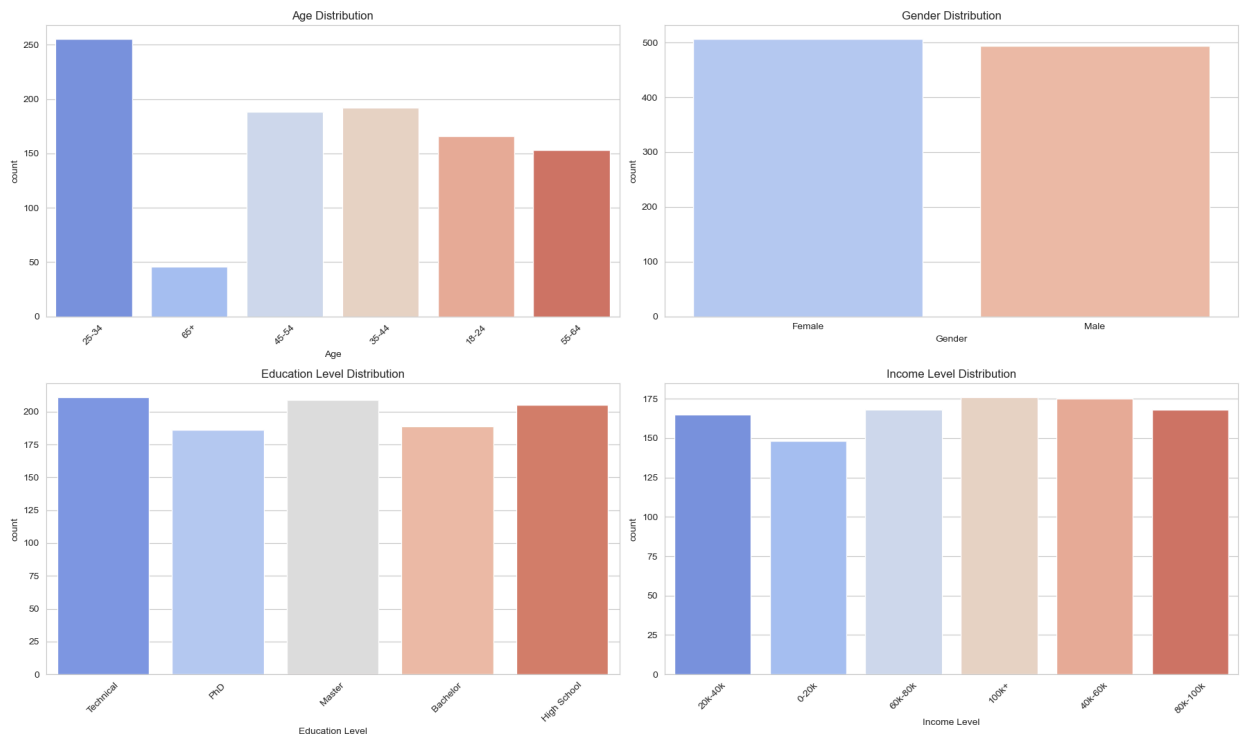 Age Distribution
250
200
150
100
50
0
count
25-34
65+
45-54
35-44
18-24
55-64
Age
Gender Distribution
500
400
300
200
100
0
count
Female
Male
Gender
Education Level Distribution
200
175
150
125
100
75
50
25
0
count
Technical
PhD
Master
Bachelor
High School
Education Level
Income Level Distribution
175
150
125
100
75
50
25
0
count
20k-40k
0-20k
60k-80k
100k+
40k-60k
80k-100k
Income Level